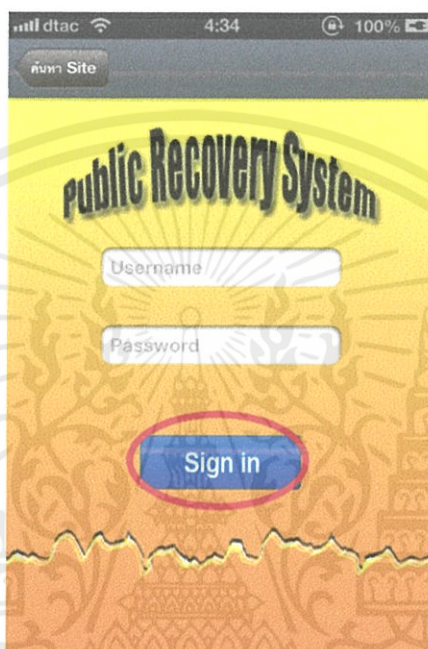 dtac 4:34 100%
ค้นหา Site
Public Recovery System
Username
Password
Sign in